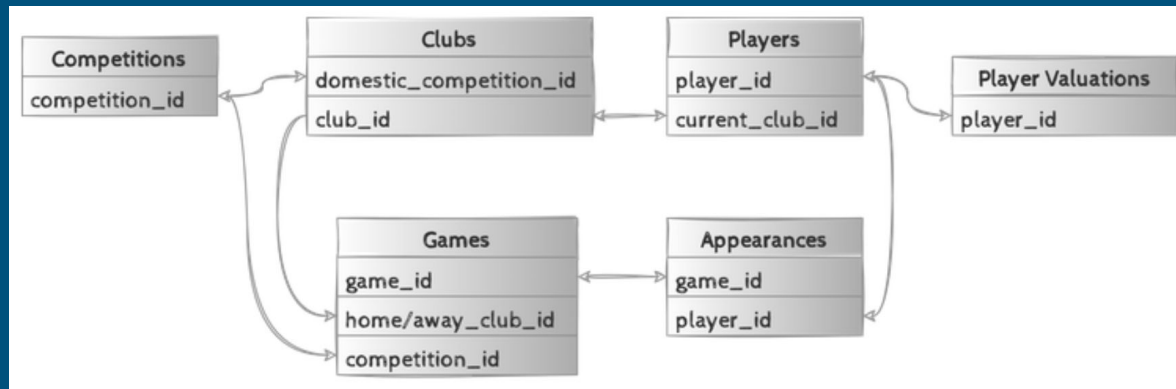 Competitions
competition_id
Clubs
domestic_competition_id
club_id
Players
player_id
current_club_id
Player Valuations
player_id
Games
game_id
home/away_club_id
competition_id
Appearances
game_id
player_id